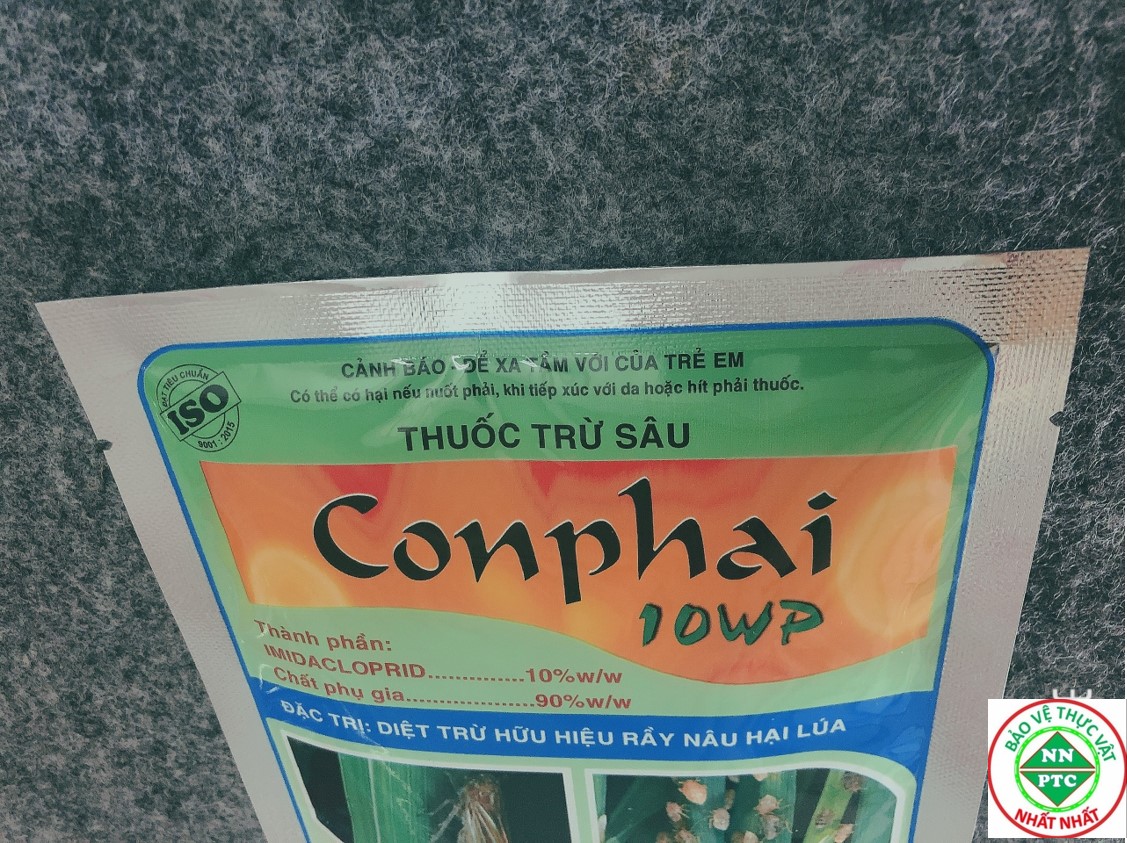 CẢNH BÁO - ĐỂ XA TẦM VỚI CỦA TRẺ EM
Có thể có hại nếu nuốt phải, khi tiếp xúc với da hoặc hít phải thuốc.
ĐẠT TIÊU CHUẨN
ISO
9001 : 2015
THUỐC TRỪ SÂU
Conphai
10WP
Thành phần:
IMIDACLOPRID..............10%w/w
Chất phụ gia...................90%w/w
ĐẶC TRỊ: DIỆT TRỪ HỮU HIỆU RẦY NÂU HẠI LÚA
BẢO VỆ THỰC VẬT
NN
PTC
NHẤT NHẤT